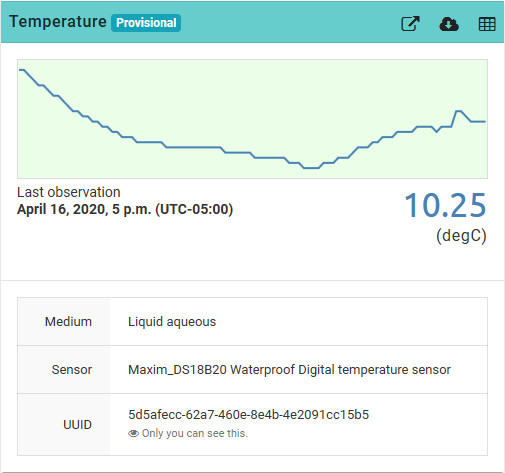 Temperature Provisional
Last observation
April 16, 2020, 5 p.m. (UTC-05:00)
10.25
(degC)
Medium Liquid aqueous
Sensor Maxim_DS18B20 Waterproof Digital temperature sensor
UUID 5d5afecc-62a7-460e-8e4b-4e2091cc15b5
Only you can see this.